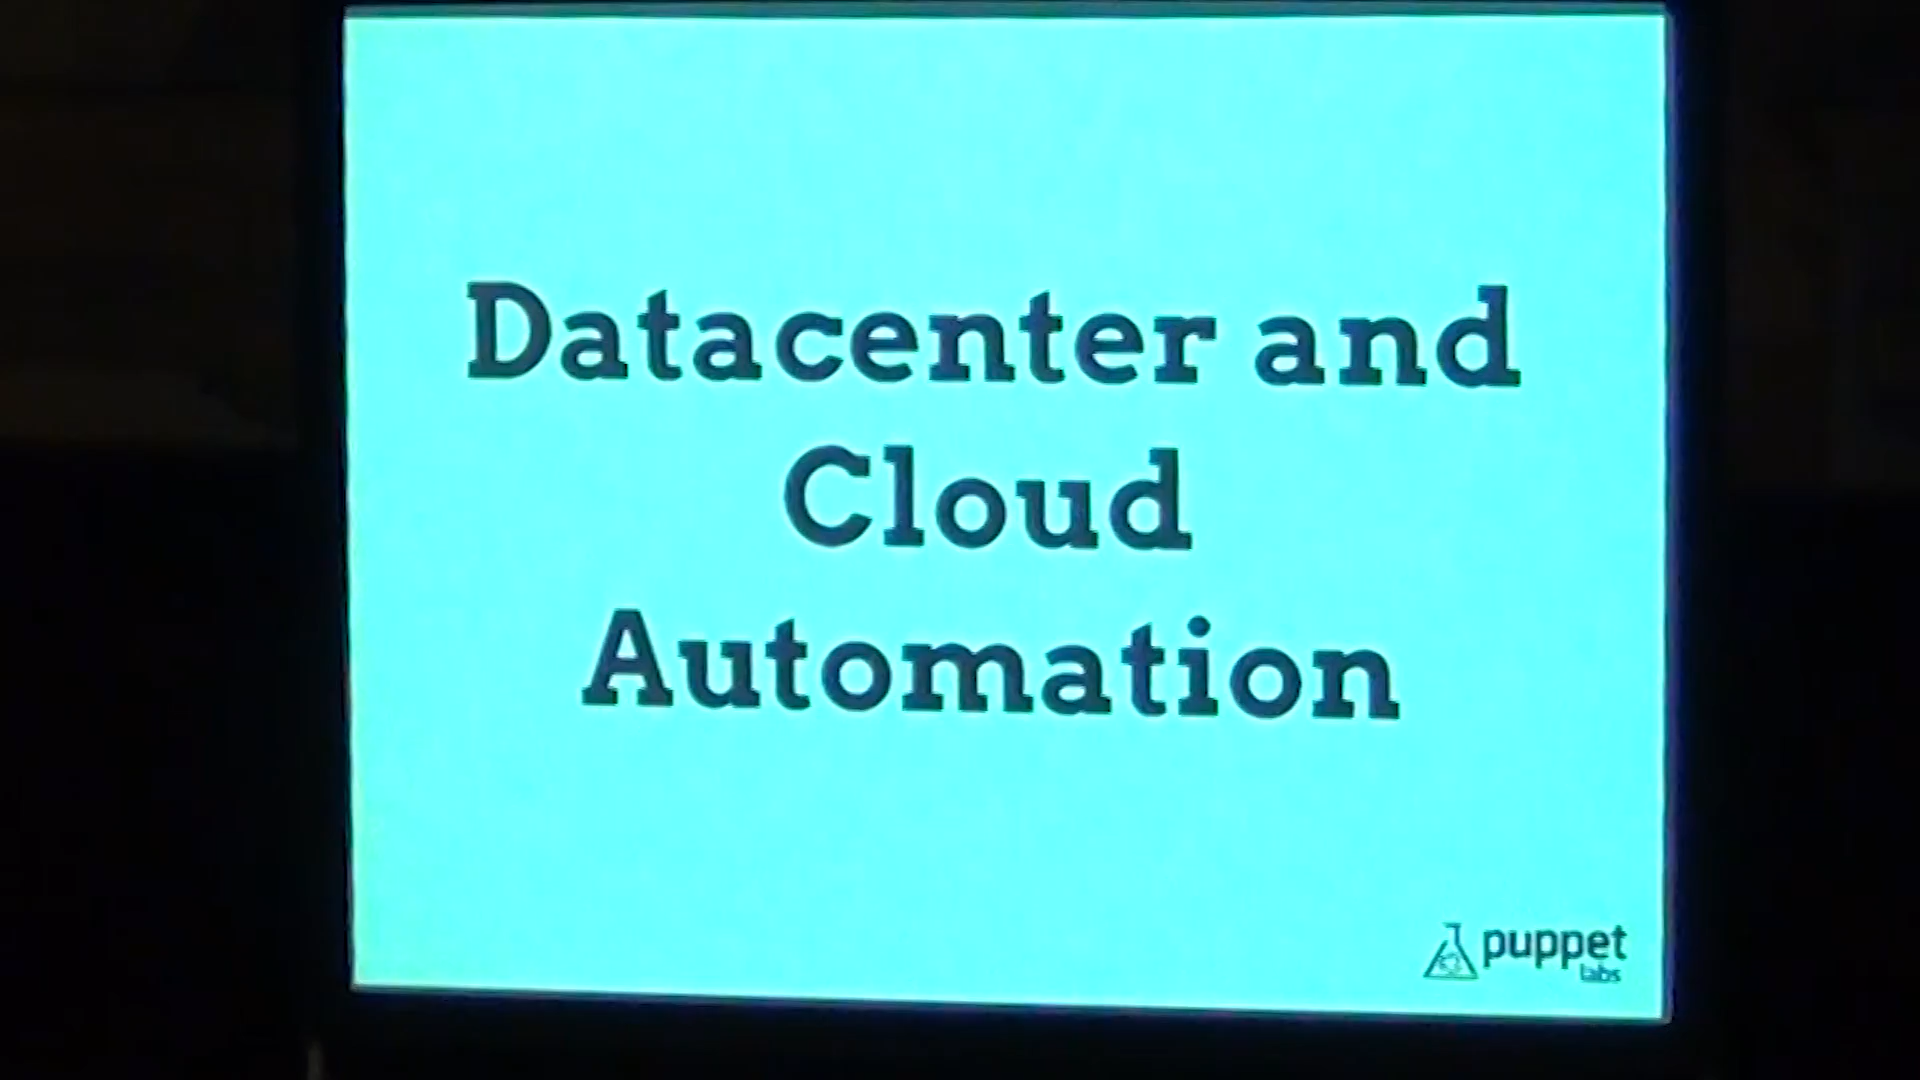 Datacenter and
Cloud
Automation
puppet
labs